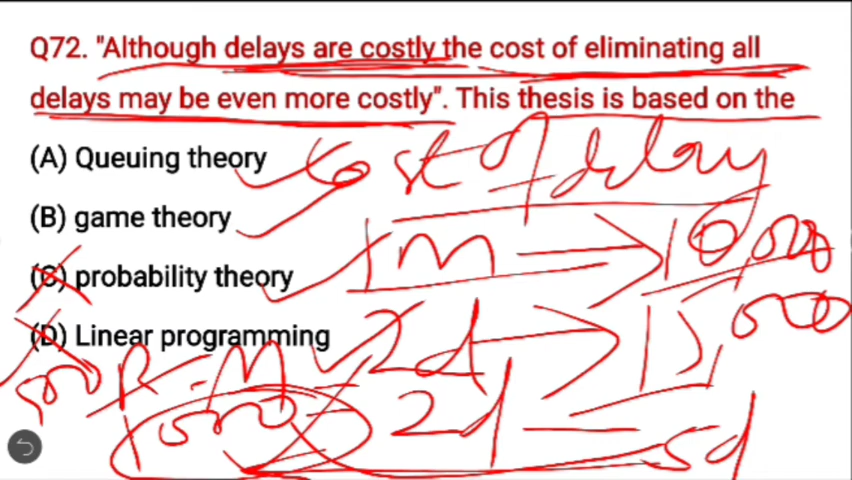 Q72. "Although delays are costly the cost of eliminating all
delays may be even more costly". This thesis is based on the
(A) Queuing theory
Cost of delay
(B) game theory
1m 10,000
(C) probability theory
(D) Linear programming
2d 15,000
R.M
2d 5d